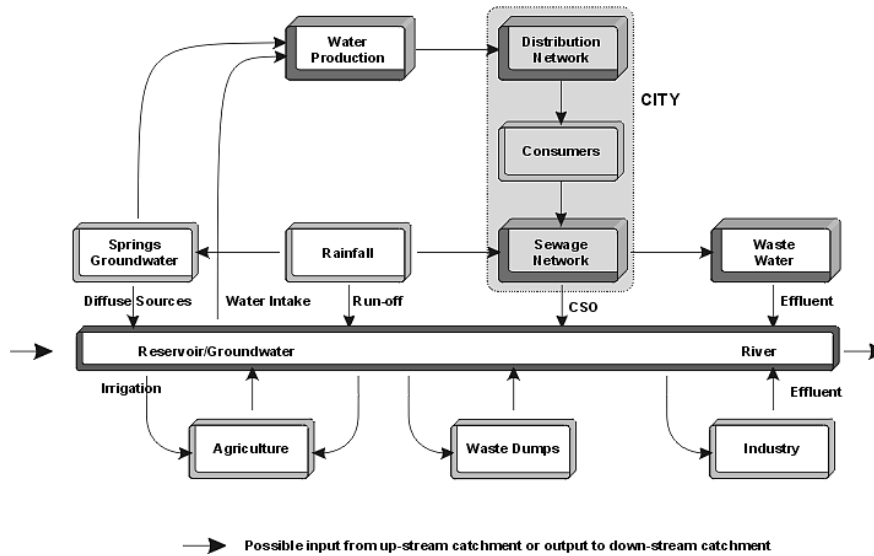 Water
Production
Distribution
Network
CITY
Consumers
Springs
Groundwater
Rainfall
Sewage
Network
Waste
Water
Diffuse Sources
Water Intake
Run-off
CSO
Effluent
Reservoir/Groundwater
River
Irrigation
Effluent
Agriculture
Waste Dumps
Industry
Possible input from up-stream catchment or output to down-stream catchment